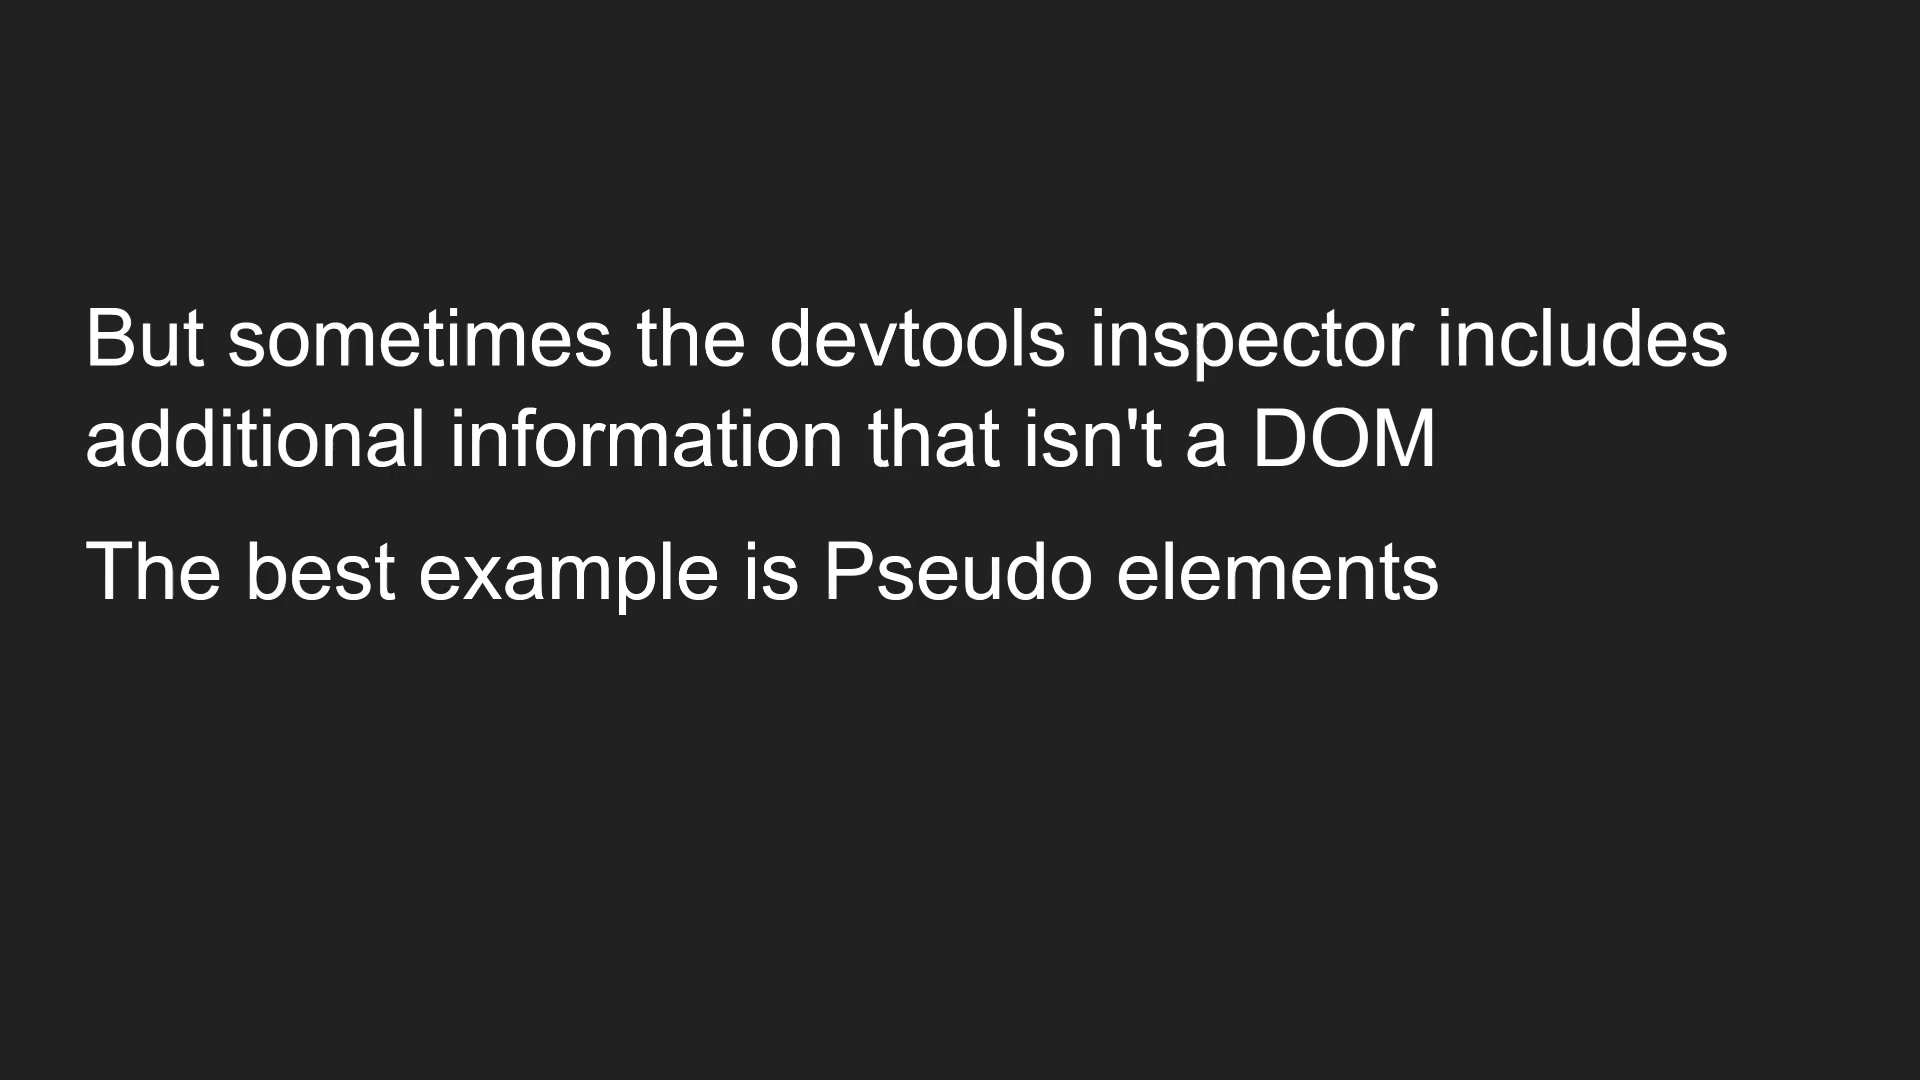 But sometimes the devtools inspector includes
additional information that isn't a DOM
The best example is Pseudo elements